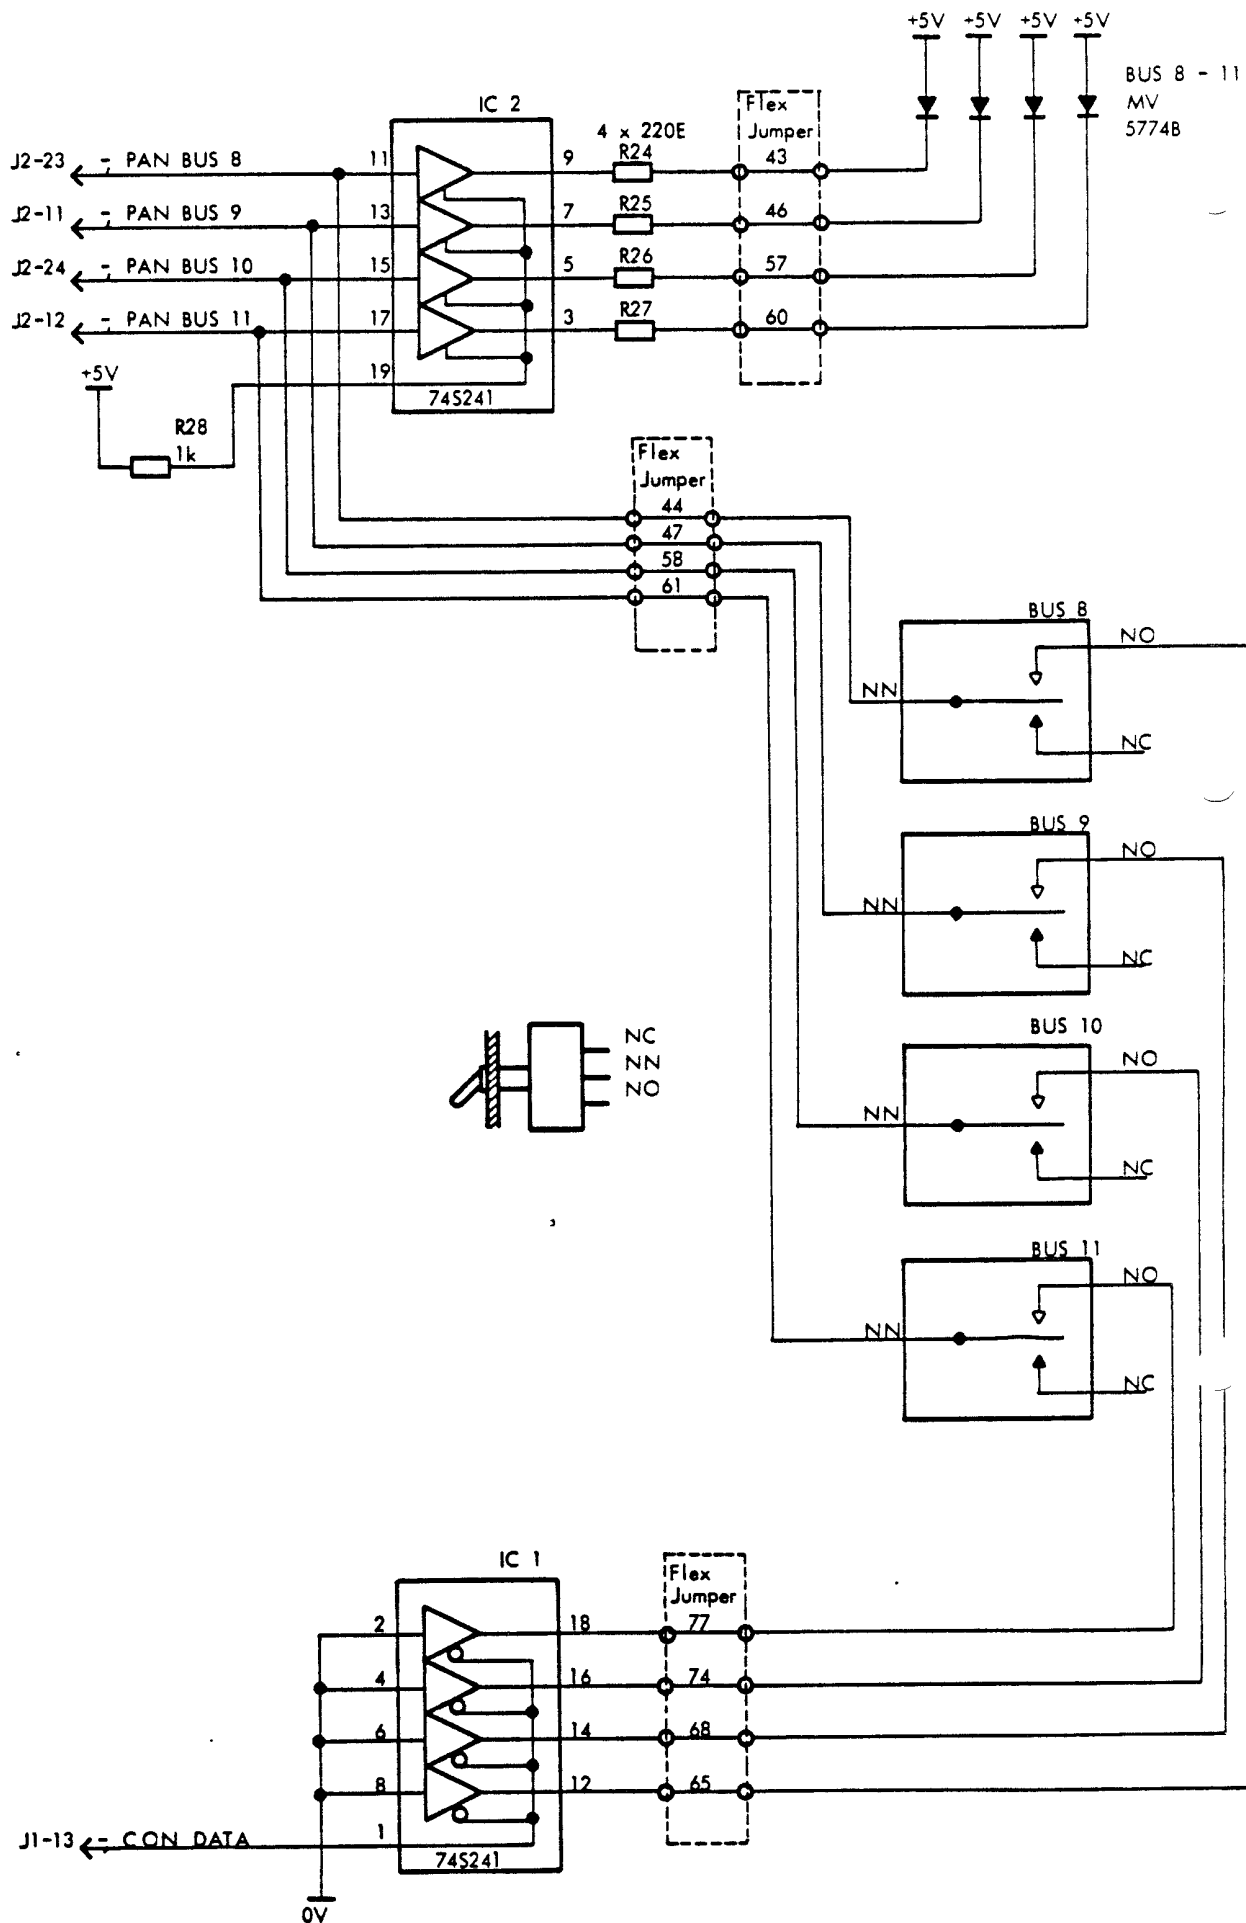 +5V +5V +5V +5V
BUS 8 - 11
MV
5774B
IC 2
Flex
Jumper
4 x 220E
J2-23 - PAN BUS 8 11 9 R24 43
J2-11 - PAN BUS 9 13 7 R25 46
J2-24 - PAN BUS 10 15 5 R26 57
J2-12 - PAN BUS 11 17 3 R27 60
+5V 19
74S241
R28
1k
Flex
Jumper
44
47
58
61
BUS 8
NO
NN
NC
BUS 9
NO
NN
NC
NC
NN
NO
BUS 10
NO
NN
NC
BUS 11
NO
NN
NC
IC 1
Flex
Jumper
2 18 77
4 16 74
6 14 68
8 12 65
J1-13 - CON DATA 1
74S241
0V